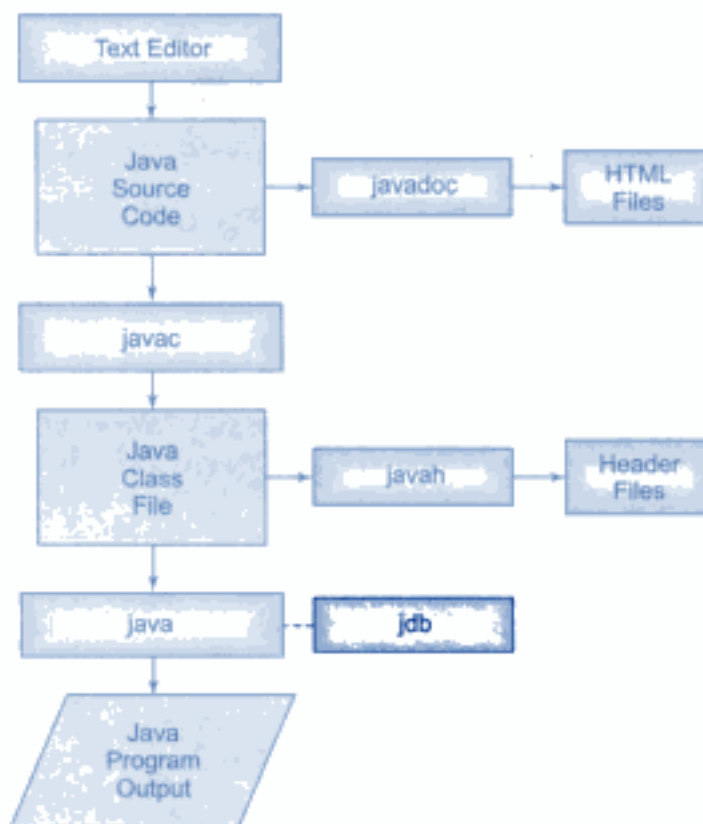 Text Editor
Java
Source
Code
javadoc
HTML
Files
javac
Java
Class
File
javah
Header
Files
java
jdb
Java
Program
Output